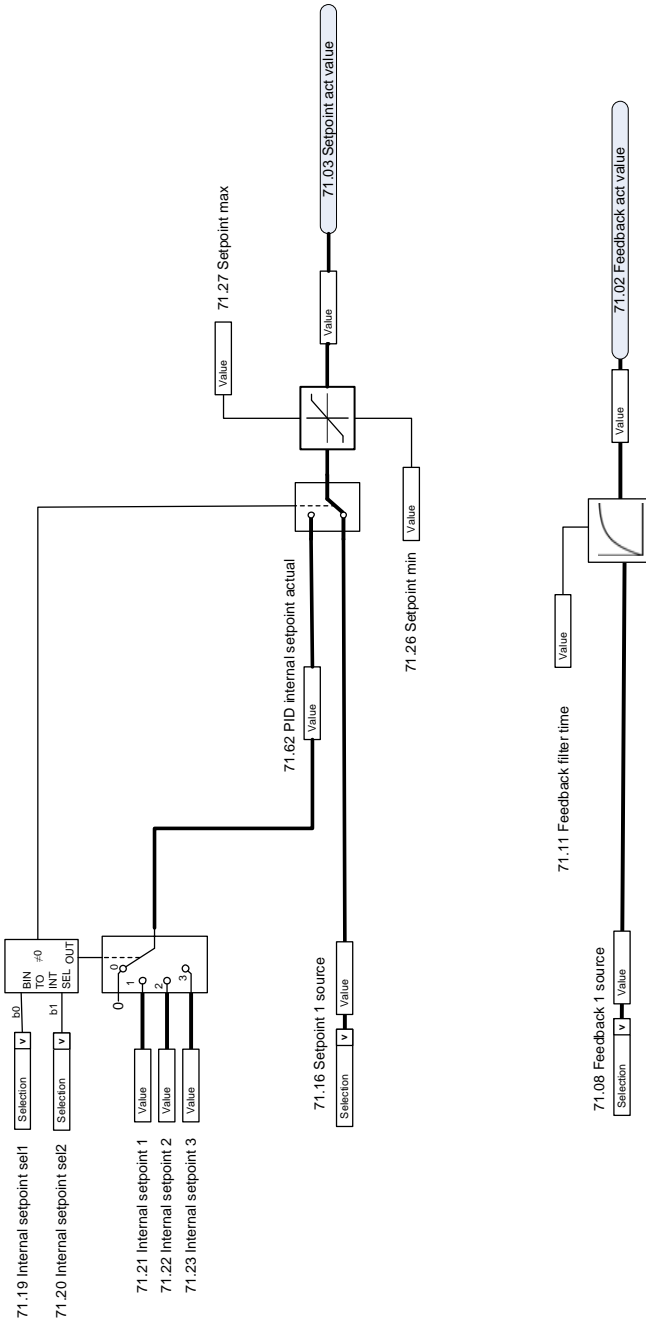 71.19 Internal setpoint sel1
Selection
v
b0
71.20 Internal setpoint sel2
Selection
v
b1
BIN
TO
INT
SEL
≠0
OUT
0
0
71.21 Internal setpoint 1
Value
1
71.22 Internal setpoint 2
Value
2
71.23 Internal setpoint 3
Value
3
71.62 PID internal setpoint actual
Value
71.16 Setpoint 1 source
Selection
v
Value
71.27 Setpoint max
Value
71.26 Setpoint min
Value
Value
71.03 Setpoint act value
71.11 Feedback filter time
Value
71.08 Feedback 1 source
Selection
v
Value
Value
71.02 Feedback act value